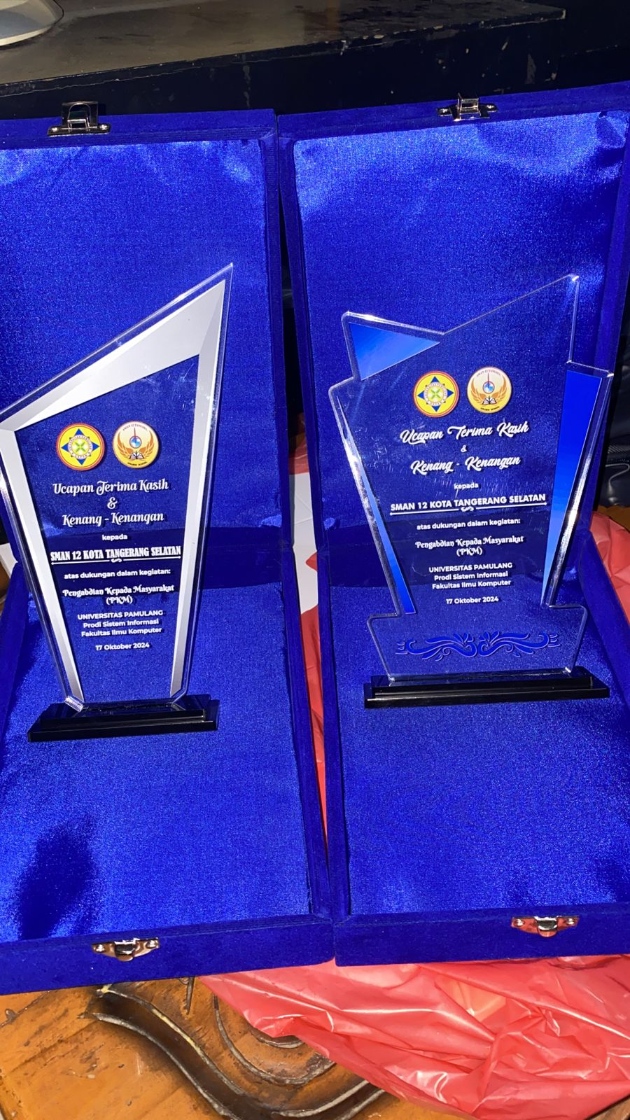 Ucapan Terima Kasih
&
Kenang - Kenangan
kepada
SMAN 12 KOTA TANGERANG SELATAN
atas dukungan dalam kegiatan:
Pengabdian Kepada Masyarakat
(PKM)
UNIVERSITAS PAMULANG
Prodi Sistem Informasi
Fakultas Ilmu Komputer
17 Oktober 2024
Ucapan Terima Kasih
&
Kenang - Kenangan
kepada
SMAN 12 KOTA TANGERANG SELATAN
atas dukungan dalam kegiatan:
Pengabdian Kepada Masyarakat
(PKM)
UNIVERSITAS PAMULANG
Prodi Sistem Informasi
Fakultas Ilmu Komputer
17 Oktober 2024